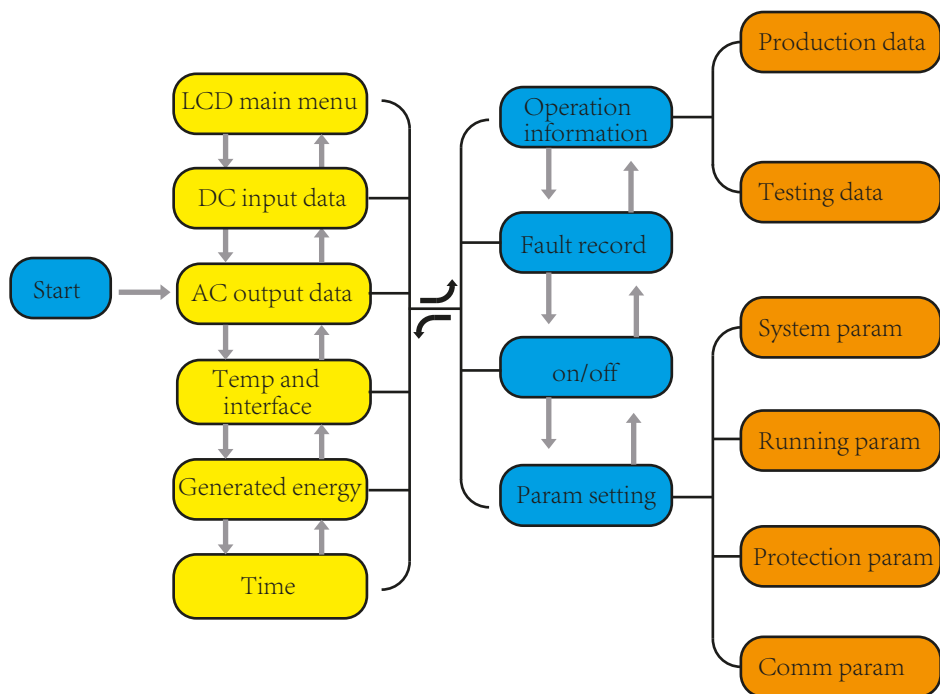 Start
LCD main menu
DC input data
AC output data
Temp and
interface
Generated energy
Time
Operation
information
Fault record
on/off
Param setting
Production data
Testing data
System param
Running param
Protection param
Comm param